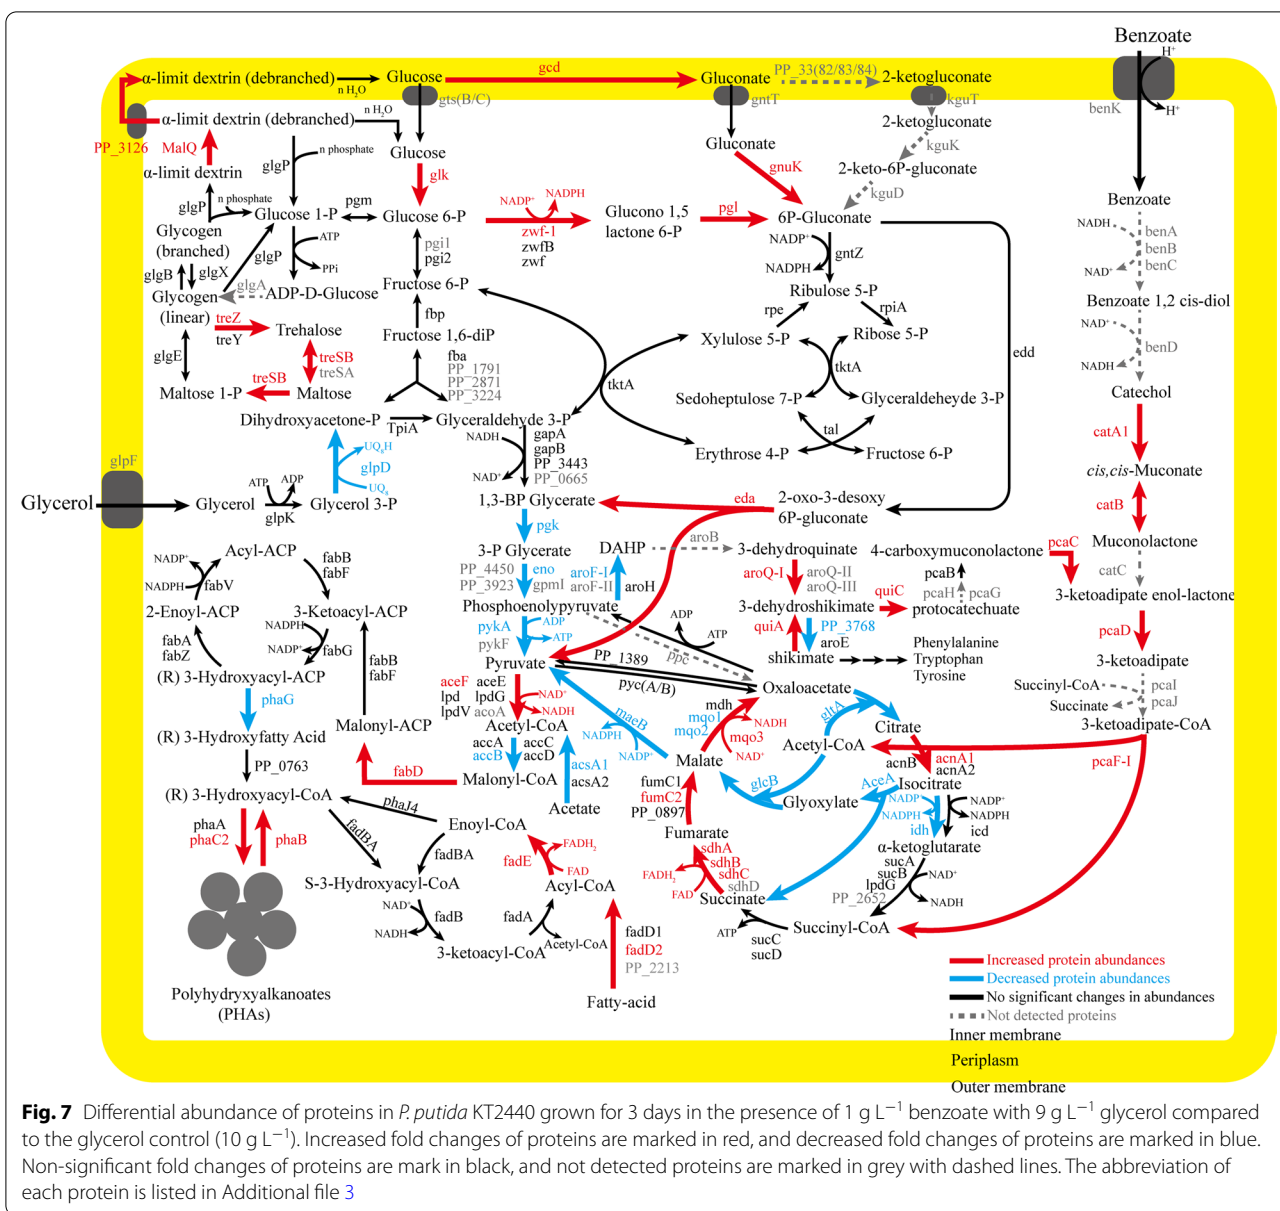 Benzoate
H⁺
α-limit dextrin (debranched)
n H₂O
Glucose
gcd
Gluconate
PP_33(82/83/84)
2-ketogluconate
gts(B/C)
gntT
kguT
benK
H⁺
n H₂O
α-limit dextrin (debranched)
2-ketogluconate
PP_3126
MalQ
glgP
n phosphate
Glucose
Gluconate
kguK
α-limit dextrin
glk
gnuK
2-keto-6P-gluconate
kguD
n phosphate
glgP
pgm
NADP⁺
NADPH
Benzoate
Glucose 1-P
Glucose 6-P
Glucono 1,5
lactone 6-P
pgl
6P-Gluconate
Glycogen
(branched)
zwf-1
zwfB
zwf
NADH
benA
benB
benC
NAD⁺
ATP
PPi
pgi1
pgi2
NADP⁺
gntZ
NADPH
glgP
glgB
glgX
glgA
ADP-D-Glucose
Fructose 6-P
Ribulose 5-P
Benzoate 1,2 cis-diol
Glycogen
(linear)
fbp
rpe
rpiA
NAD⁺
treZ
treY
Trehalose
Fructose 1,6-diP
Xylulose 5-P
Ribose 5-P
benD
glgE
treSB
treSA
fba
PP_1791
PP_2871
PP_3224
edd
NADH
treSB
tktA
tktA
Maltose 1-P
Maltose
Sedoheptulose 7-P
Glyceraldeheyde 3-P
Catechol
Dihydroxyacetone-P
TpiA
Glyceraldehyde 3-P
tal
catA1
UQ₈H
glpD
UQ₈
NADH
gapA
gapB
PP_3443
PP_0665
NAD⁺
Erythrose 4-P
Fructose 6-P
glpF
cis,cis-Muconate
Glycerol
Glycerol
ATP
ADP
glpK
Glycerol 3-P
1,3-BP Glycerate
eda
2-oxo-3-desoxy
6P-gluconate
catB
pgk
Acyl-ACP
fabB
fabF
3-P Glycerate
DAHP
aroB
3-dehydroquinate
4-carboxymuconolactone
pcaC
Muconolactone
NADP⁺
NADPH
fabV
PP_4450
PP_3923
eno
gpmI
aroF-I
aroF-II
aroH
aroQ-I
aroQ-II
aroQ-III
pcaB
pcaH
pcaG
catC
quiC
3-ketoadipate enol-lactone
2-Enoyl-ACP
3-Ketoacyl-ACP
Phosphoenolpyruvate
3-dehydroshikimate
protocatechuate
NADPH
NADP⁺
fabG
fabA
fabZ
pykA
pykF
ADP
ATP
ADP
ATP
quiA
PP_3768
aroE
pcaD
fabB
fabF
ppc
PP_1389
pyc(A/B)
Pyruvate
shikimate
Phenylalanine
Tryptophan
Tyrosine
3-ketoadipate
(R) 3-Hydroxyacyl-ACP
phaG
aceF
lpd
lpdV
aceE
lpdG
acoA
NAD⁺
NADH
Oxaloacetate
Succinyl-CoA
Succinate
pcaI
pcaJ
Malonyl-ACP
Acetyl-CoA
maeB
NADPH
NADP⁺
mdh
mqo1
mqo2
NADH
mqo3
NAD⁺
gltA
Citrate
3-ketoadipate-CoA
(R) 3-Hydroxyfatty Acid
accA
accB
accC
accD
acsA1
acsA2
Acetyl-CoA
acnB
acnA1
acnA2
pcaF-I
PP_0763
fabD
Malonyl-CoA
Malate
glcB
AceA
Isocitrate
(R) 3-Hydroxyacyl-CoA
Acetate
fumC1
fumC2
PP_0897
Glyoxylate
NADP⁺
NADPH
idh
NADP⁺
NADPH
icd
phaJ4
Enoyl-CoA
phaA
phaC2
phaB
fadBA
fadBA
fadE
FADH₂
FAD
Fumarate
sdhA
sdhB
sdhC
sdhD
FADH₂
FAD
α-ketoglutarate
sucA
sucB
lpdG
PP_2652
NAD⁺
NADH
S-3-Hydroxyacyl-CoA
Acyl-CoA
Succinate
NAD⁺
NADH
fadB
fadA
Acetyl-CoA
3-ketoacyl-CoA
fadD1
fadD2
PP_2213
ATP
sucC
sucD
Succinyl-CoA
Increased protein abundances
Decreased protein abundances
No significant changes in abundances
Not detected proteins
Polyhydryxyalkanoates
(PHAs)
Fatty-acid
Inner membrane
Periplasm
Outer membrane
Fig. 7 Differential abundance of proteins in P. putida KT2440 grown for 3 days in the presence of 1 g L⁻¹ benzoate with 9 g L⁻¹ glycerol compared
to the glycerol control (10 g L⁻¹). Increased fold changes of proteins are marked in red, and decreased fold changes of proteins are marked in blue.
Non-significant fold changes of proteins are mark in black, and not detected proteins are marked in grey with dashed lines. The abbreviation of
each protein is listed in Additional file 3